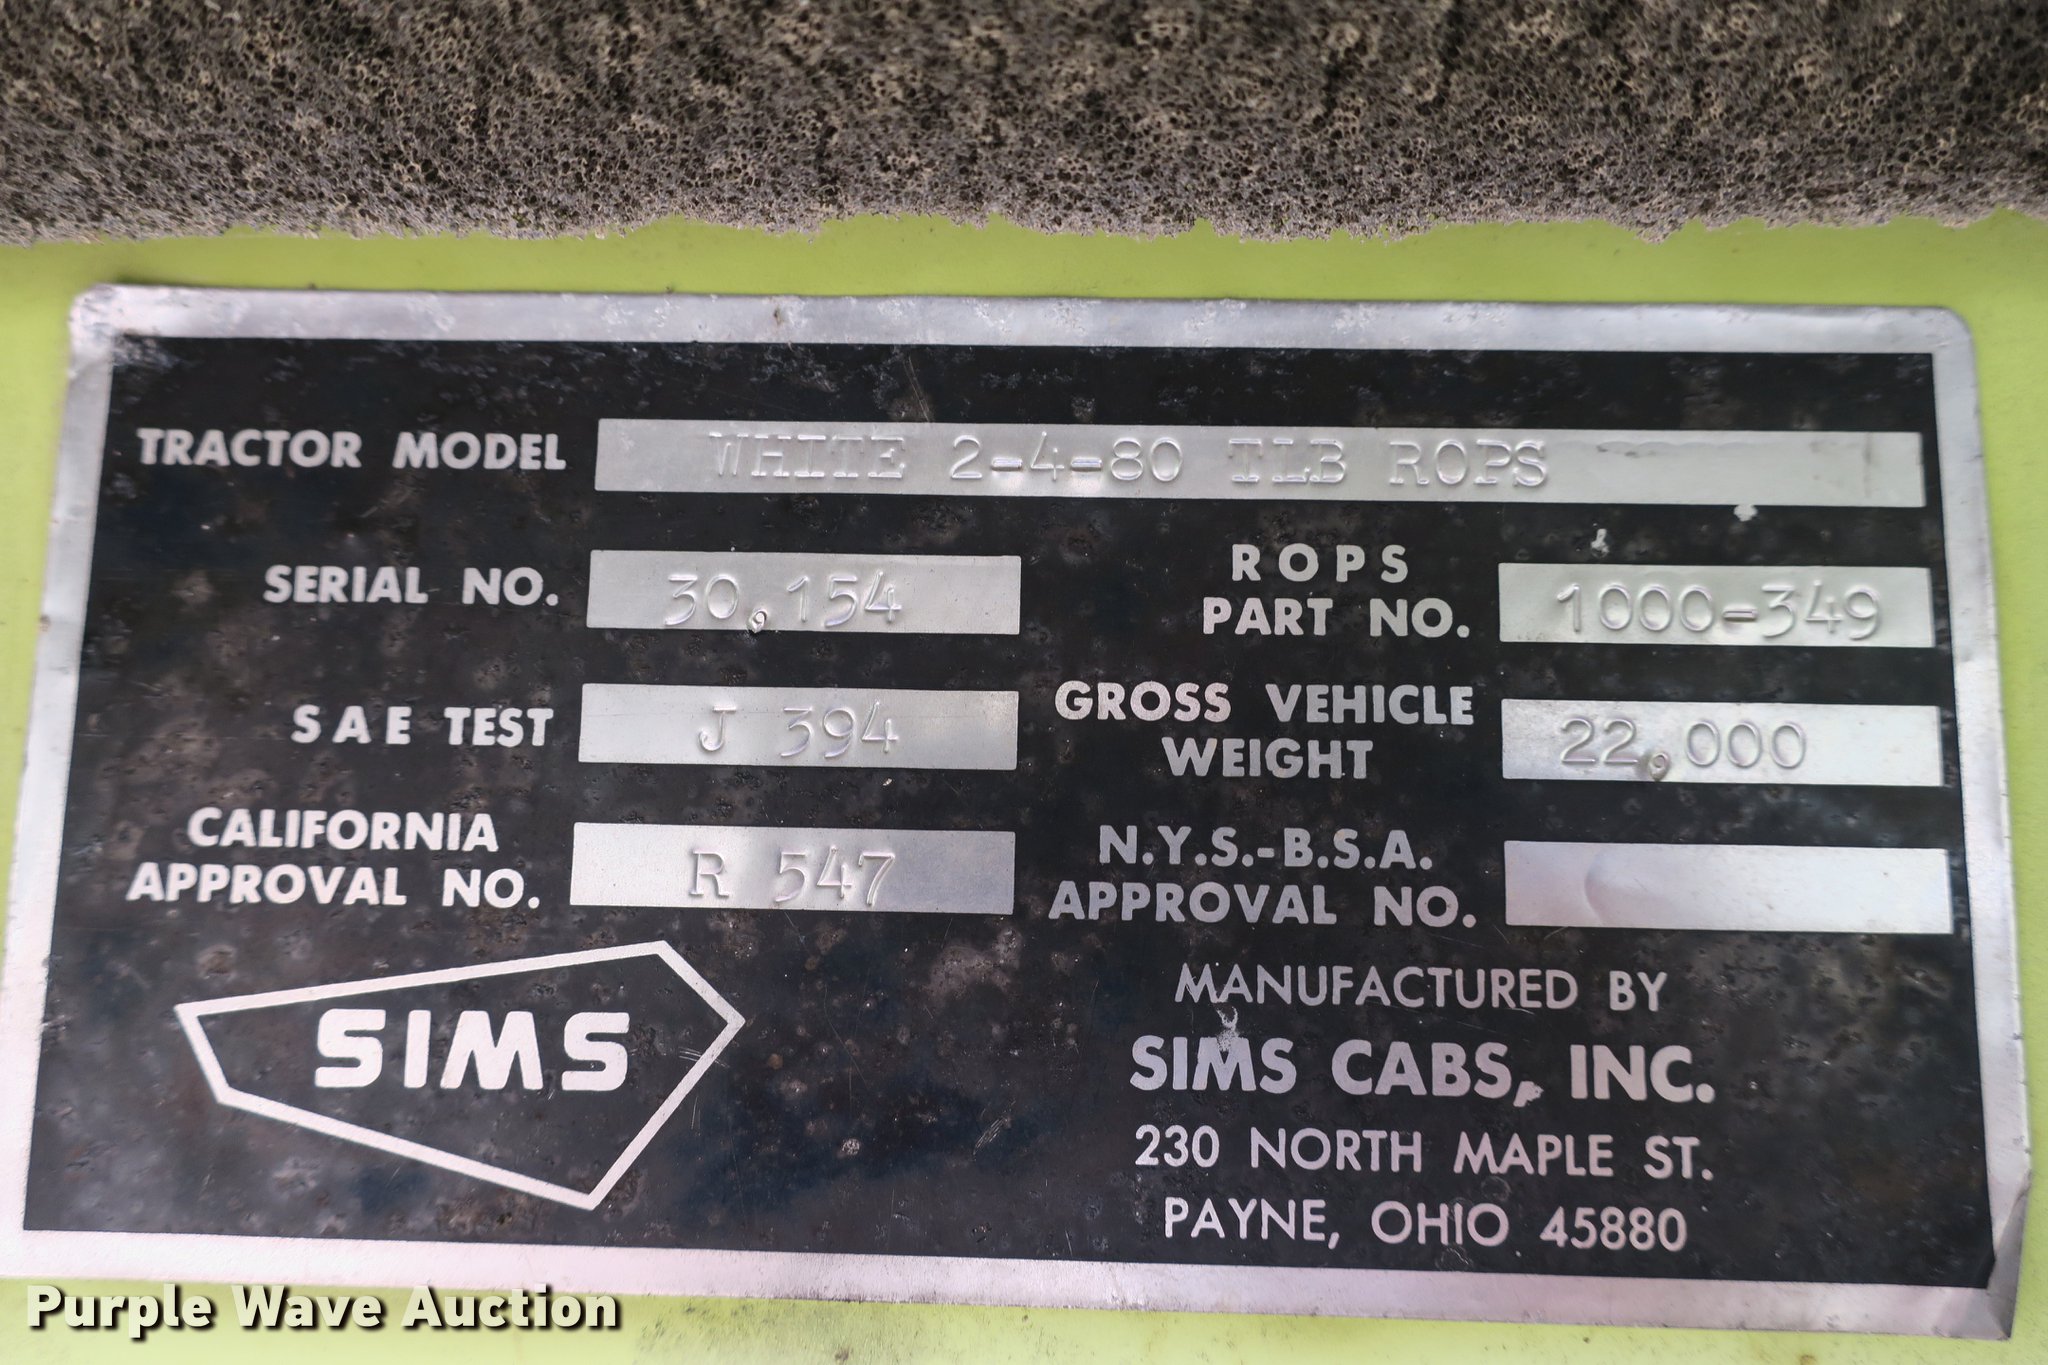 TRACTOR MODEL WHITE 2-4-80 TLB ROPS
SERIAL NO. 30,154
ROPS
PART NO. 1000-349
SAE TEST J 394
GROSS VEHICLE
WEIGHT 22,000
CALIFORNIA
APPROVAL NO. R 547
N.Y.S.-B.S.A.
APPROVAL NO.
SIMS
MANUFACTURED BY
SIMS CABS, INC.
230 NORTH MAPLE ST.
PAYNE, OHIO 45880
Purple Wave Auction